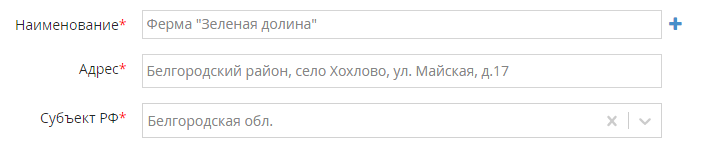 Наименование* Ферма "Зеленая долина"
Адрес* Белгородский район, село Хохлово, ул. Майская, д.17
Субъект РФ* Белгородская обл.